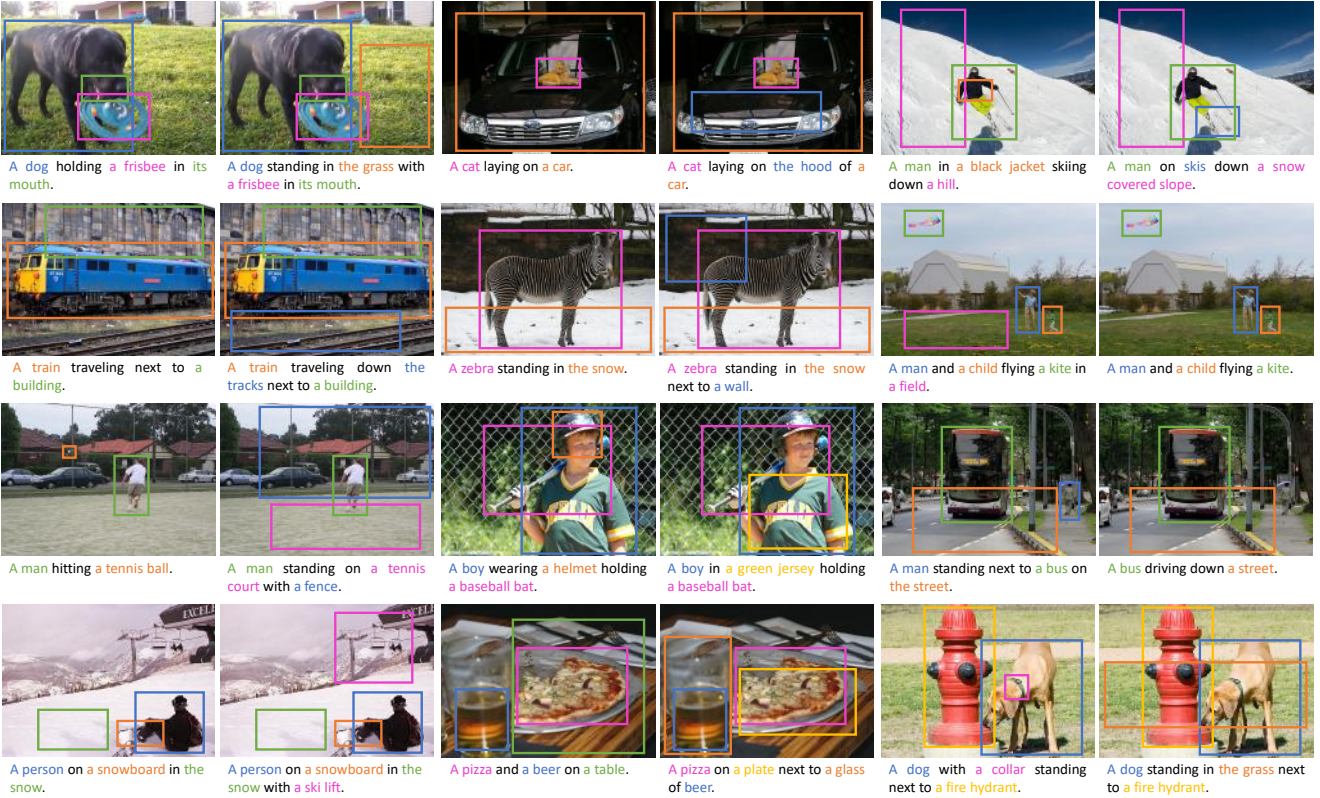 A dog holding a frisbee in its
mouth.
A dog standing in the grass with
a frisbee in its mouth.
A cat laying on a car.
A cat laying on the hood of a
car.
A man in a black jacket skiing
down a hill.
A man on skis down a snow
covered slope.
A train traveling next to a
building.
A train traveling down the
tracks next to a building.
A zebra standing in the snow.
A zebra standing in the snow
next to a wall.
A man and a child flying a kite in
a field.
A man and a child flying a kite.
A man hitting a tennis ball.
A man standing on a tennis
court with a fence.
A boy wearing a helmet holding
a baseball bat.
A boy in a green jersey holding
a baseball bat.
A man standing next to a bus on
the street.
A bus driving down a street.
EXCEL
EXCEL
A person on a snowboard in the
snow.
A person on a snowboard in the
snow with a ski lift.
A pizza and a beer on a table.
A pizza on a plate next to a glass
of beer.
A dog with a collar standing
next to a fire hydrant.
A dog standing in the grass next
to a fire hydrant.